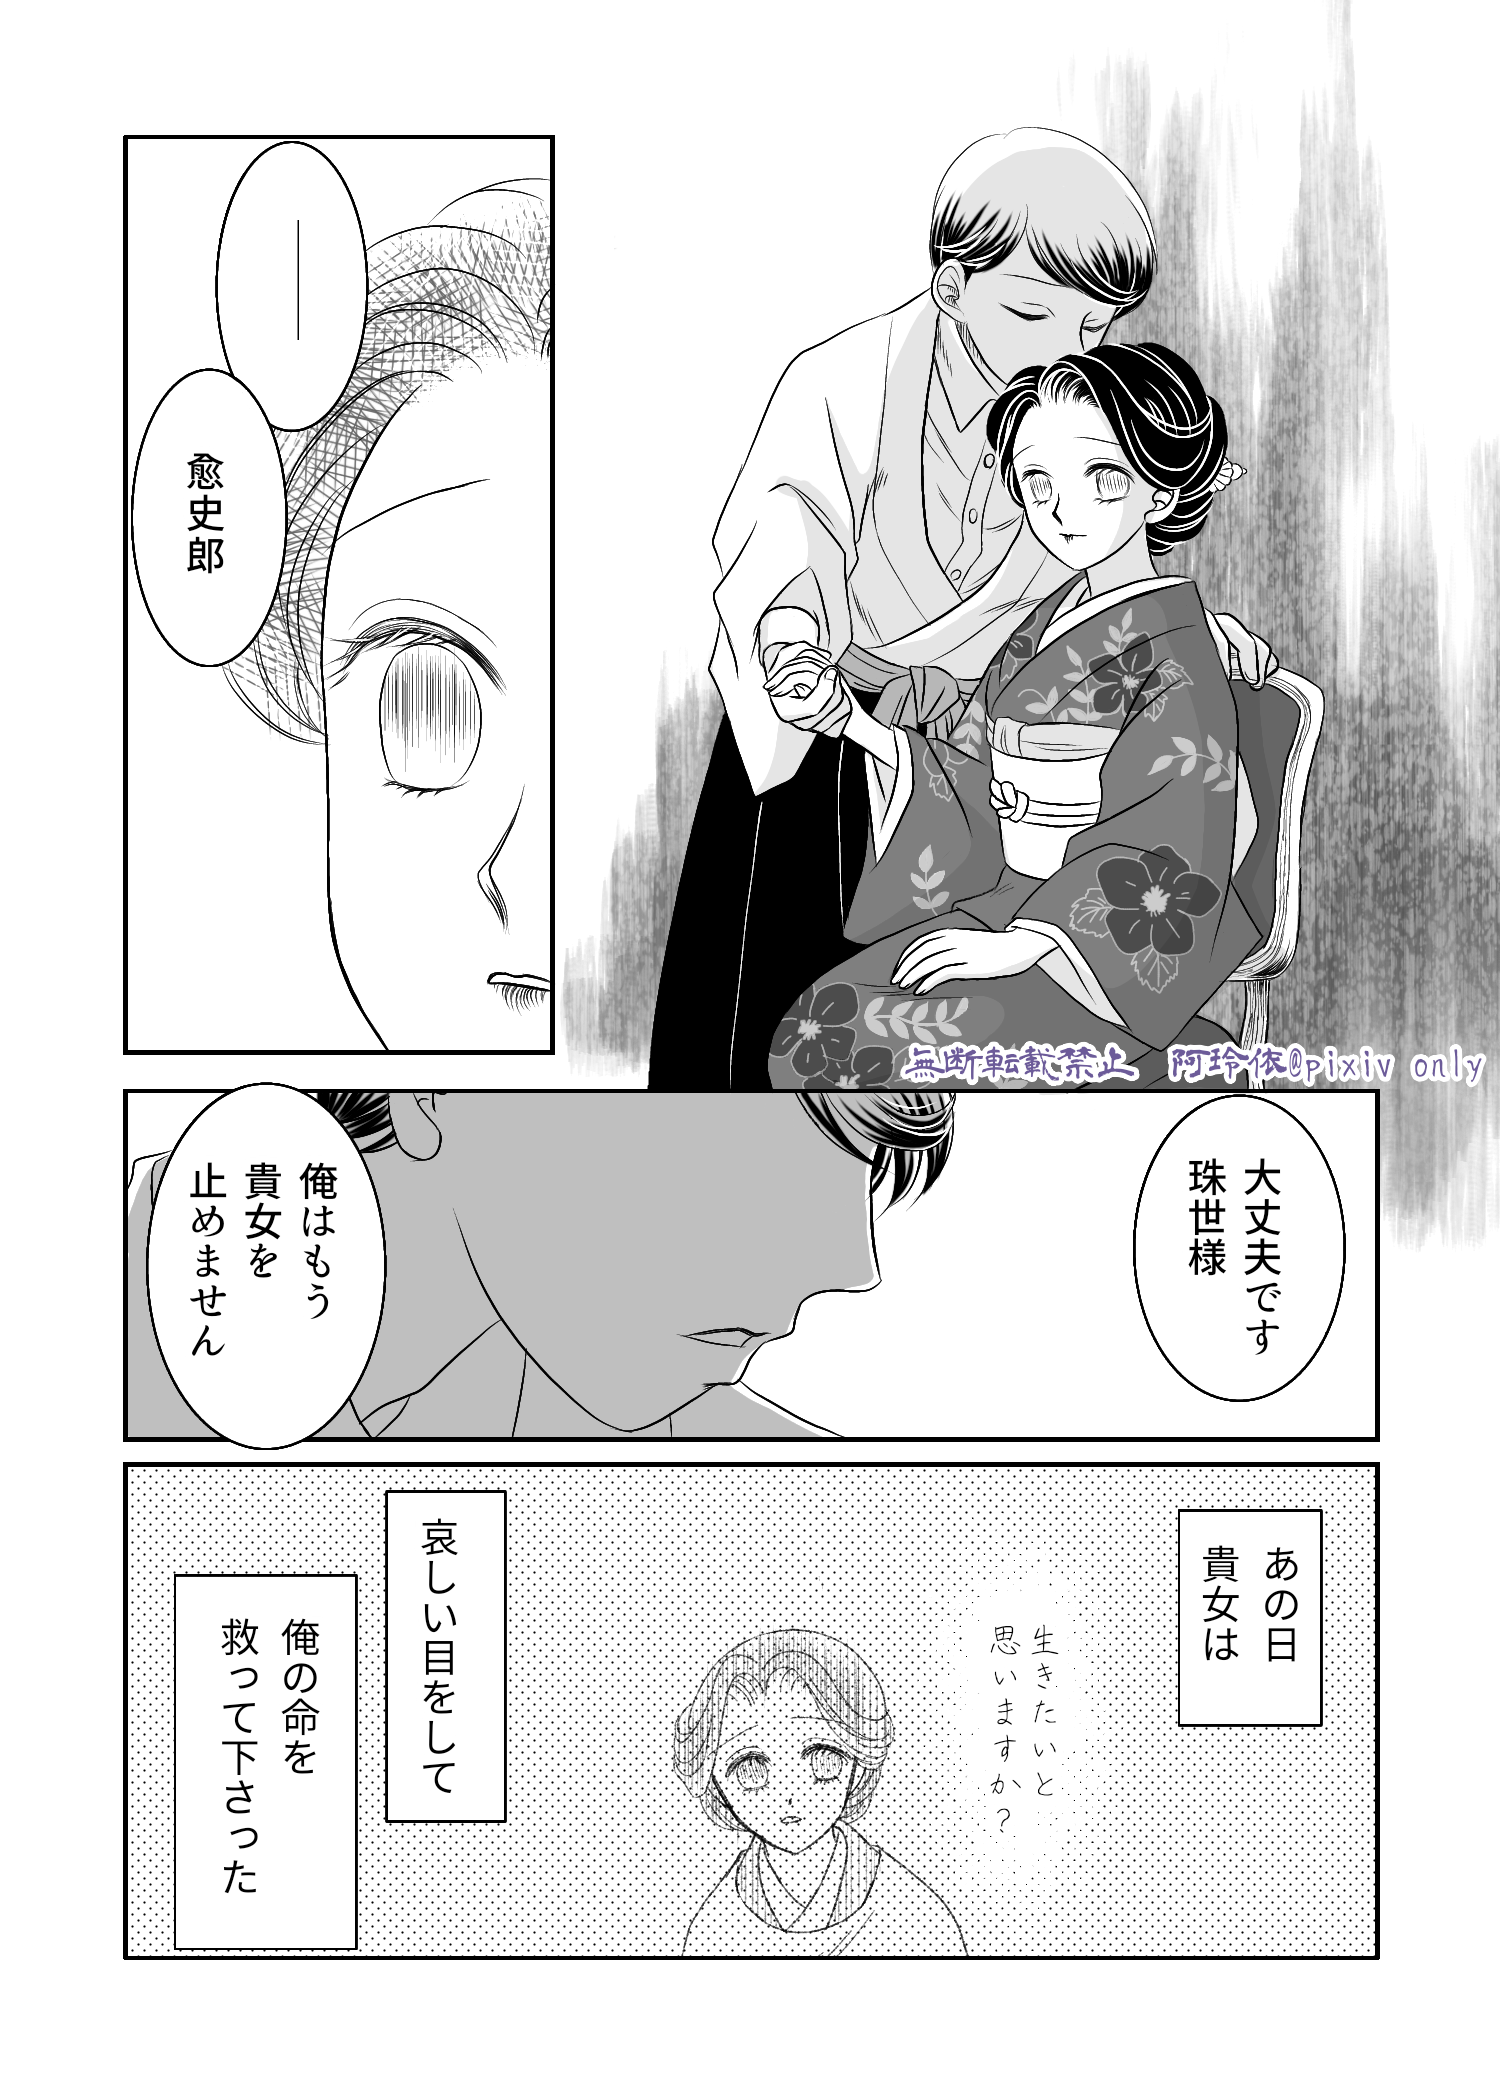 ―
愈史郎
無断転載禁止 阿玲依@pixiv only
大丈夫です
珠世様
俺はもう
貴女を
止めません
あの日
貴女は
生きたいと
思いますか？
哀しい目をして
俺の命を
救って下さった